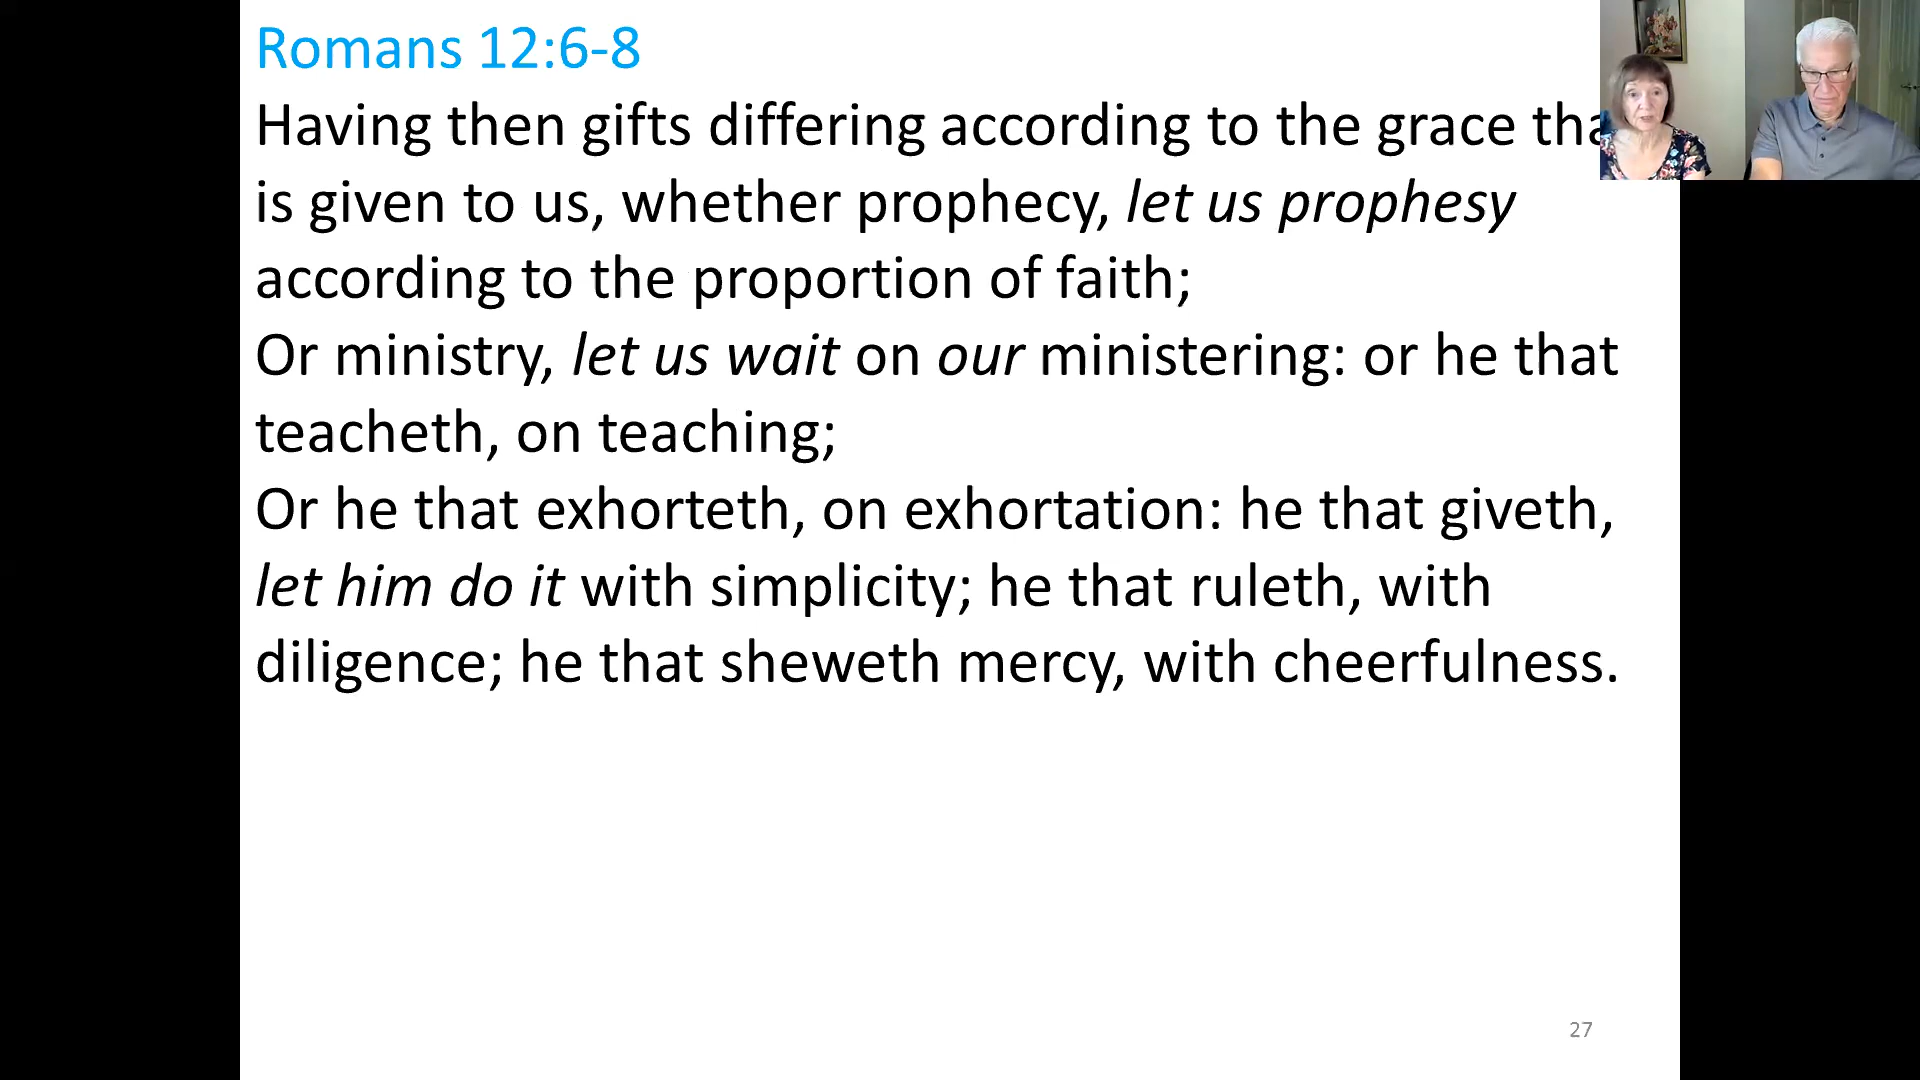 Romans 12:6-8
Having then gifts differing according to the grace
is given to us, whether prophecy, let us prophesy
according to the proportion of faith;
Or ministry, let us wait on our ministering: or he that
teacheth, on teaching;
Or he that exhorteth, on exhortation: he that giveth,
let him do it with simplicity; he that ruleth, with
diligence; he that sheweth mercy, with cheerfulness.
27